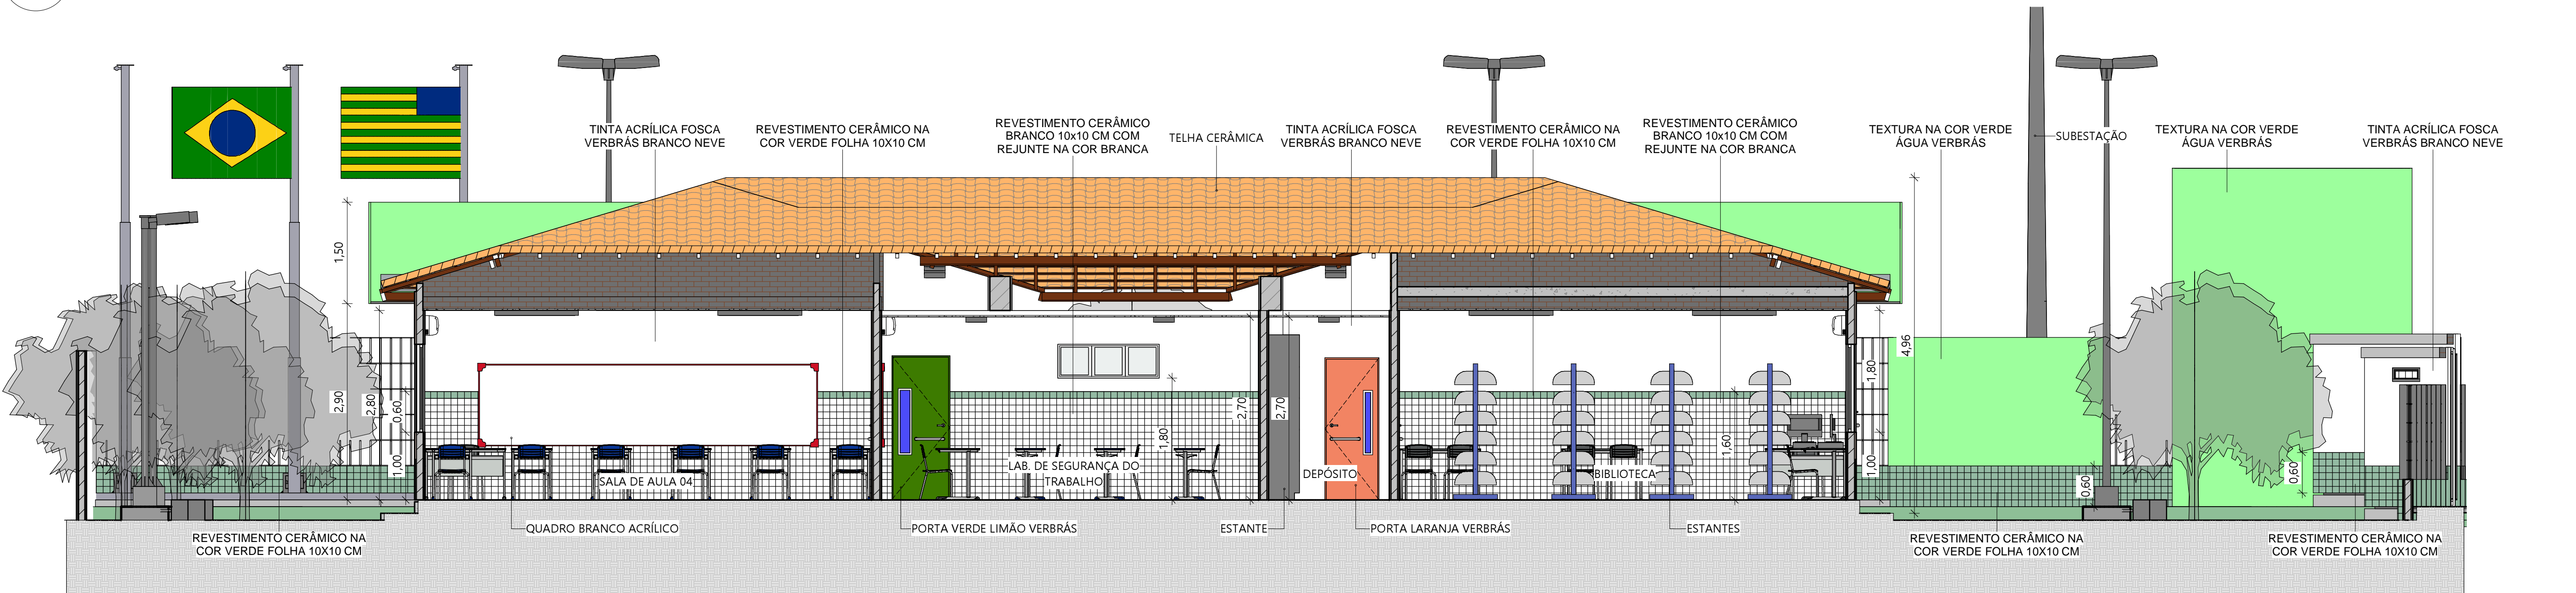 TINTA ACRÍLICA FOSCA
VERBRÁS BRANCO NEVE
REVESTIMENTO CERÂMICO NA
COR VERDE FOLHA 10X10 CM
REVESTIMENTO CERÂMICO
BRANCO 10x10 CM COM
REJUNTE NA COR BRANCA
TELHA CERÂMICA
TINTA ACRÍLICA FOSCA
VERBRÁS BRANCO NEVE
REVESTIMENTO CERÂMICO NA
COR VERDE FOLHA 10X10 CM
REVESTIMENTO CERÂMICO
BRANCO 10x10 CM COM
REJUNTE NA COR BRANCA
TEXTURA NA COR VERDE
ÁGUA VERBRÁS
SUBESTAÇÃO
TEXTURA NA COR VERDE
ÁGUA VERBRÁS
TINTA ACRÍLICA FOSCA
VERBRÁS BRANCO NEVE
1,50
2,90
2,80
0,60
1,00
1,80
2,70
2,70
1,60
1,80
1,00
4,96
0,60
0,60
SALA DE AULA 04
LAB. DE SEGURANÇA DO
TRABALHO
DEPÓSITO
BIBLIOTECA
QUADRO BRANCO ACRÍLICO
PORTA VERDE LIMÃO VERBRÁS
ESTANTE
PORTA LARANJA VERBRÁS
ESTANTES
REVESTIMENTO CERÂMICO NA
COR VERDE FOLHA 10X10 CM
REVESTIMENTO CERÂMICO NA
COR VERDE FOLHA 10X10 CM
REVESTIMENTO CERÂMICO NA
COR VERDE FOLHA 10X10 CM